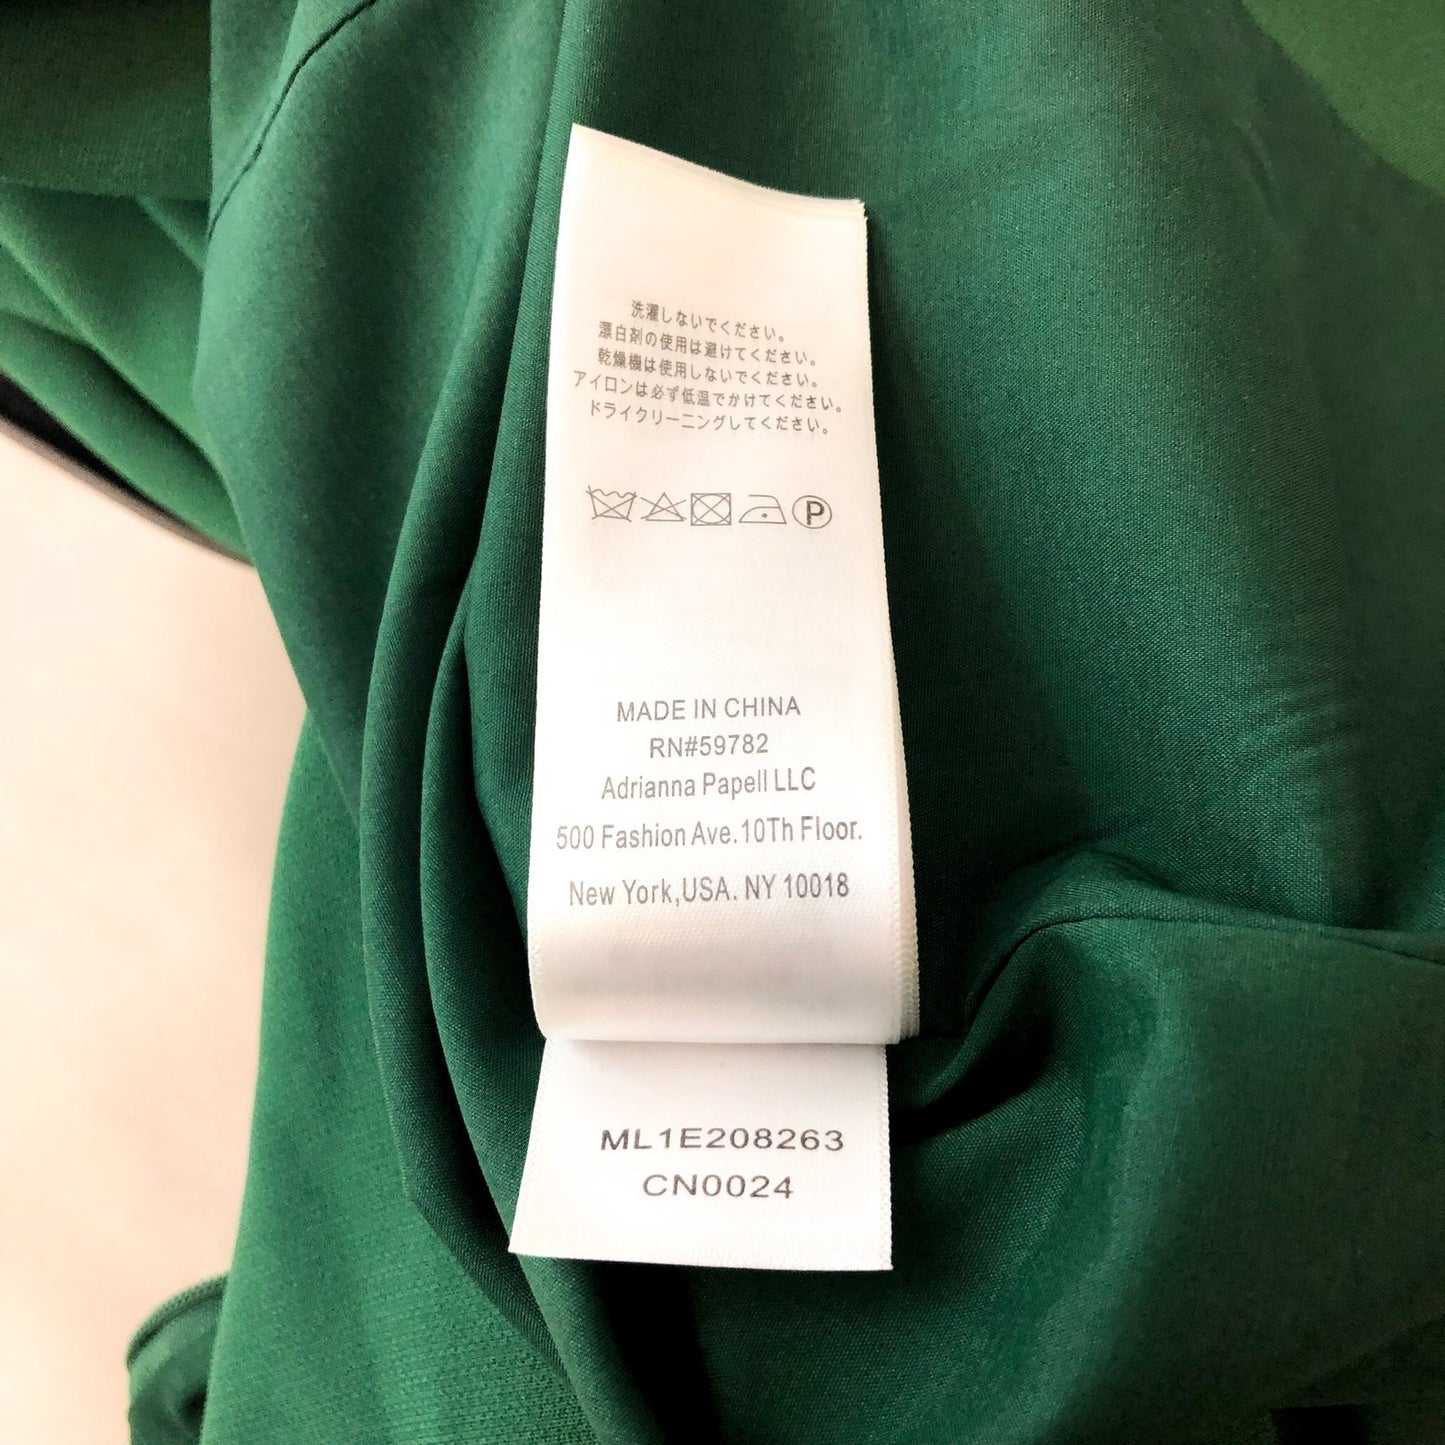 洗濯しないでください。
漂白剤の使用は避けてください。
乾燥機は使用しないでください。
アイロンは必ず低温でかけてください。
ドライクリーニングしてください。
P
MADE IN CHINA
RN#59782
Adrianna Papell LLC
500 Fashion Ave.10Th Floor.
New York,USA. NY 10018
ML1E208263
CN0024